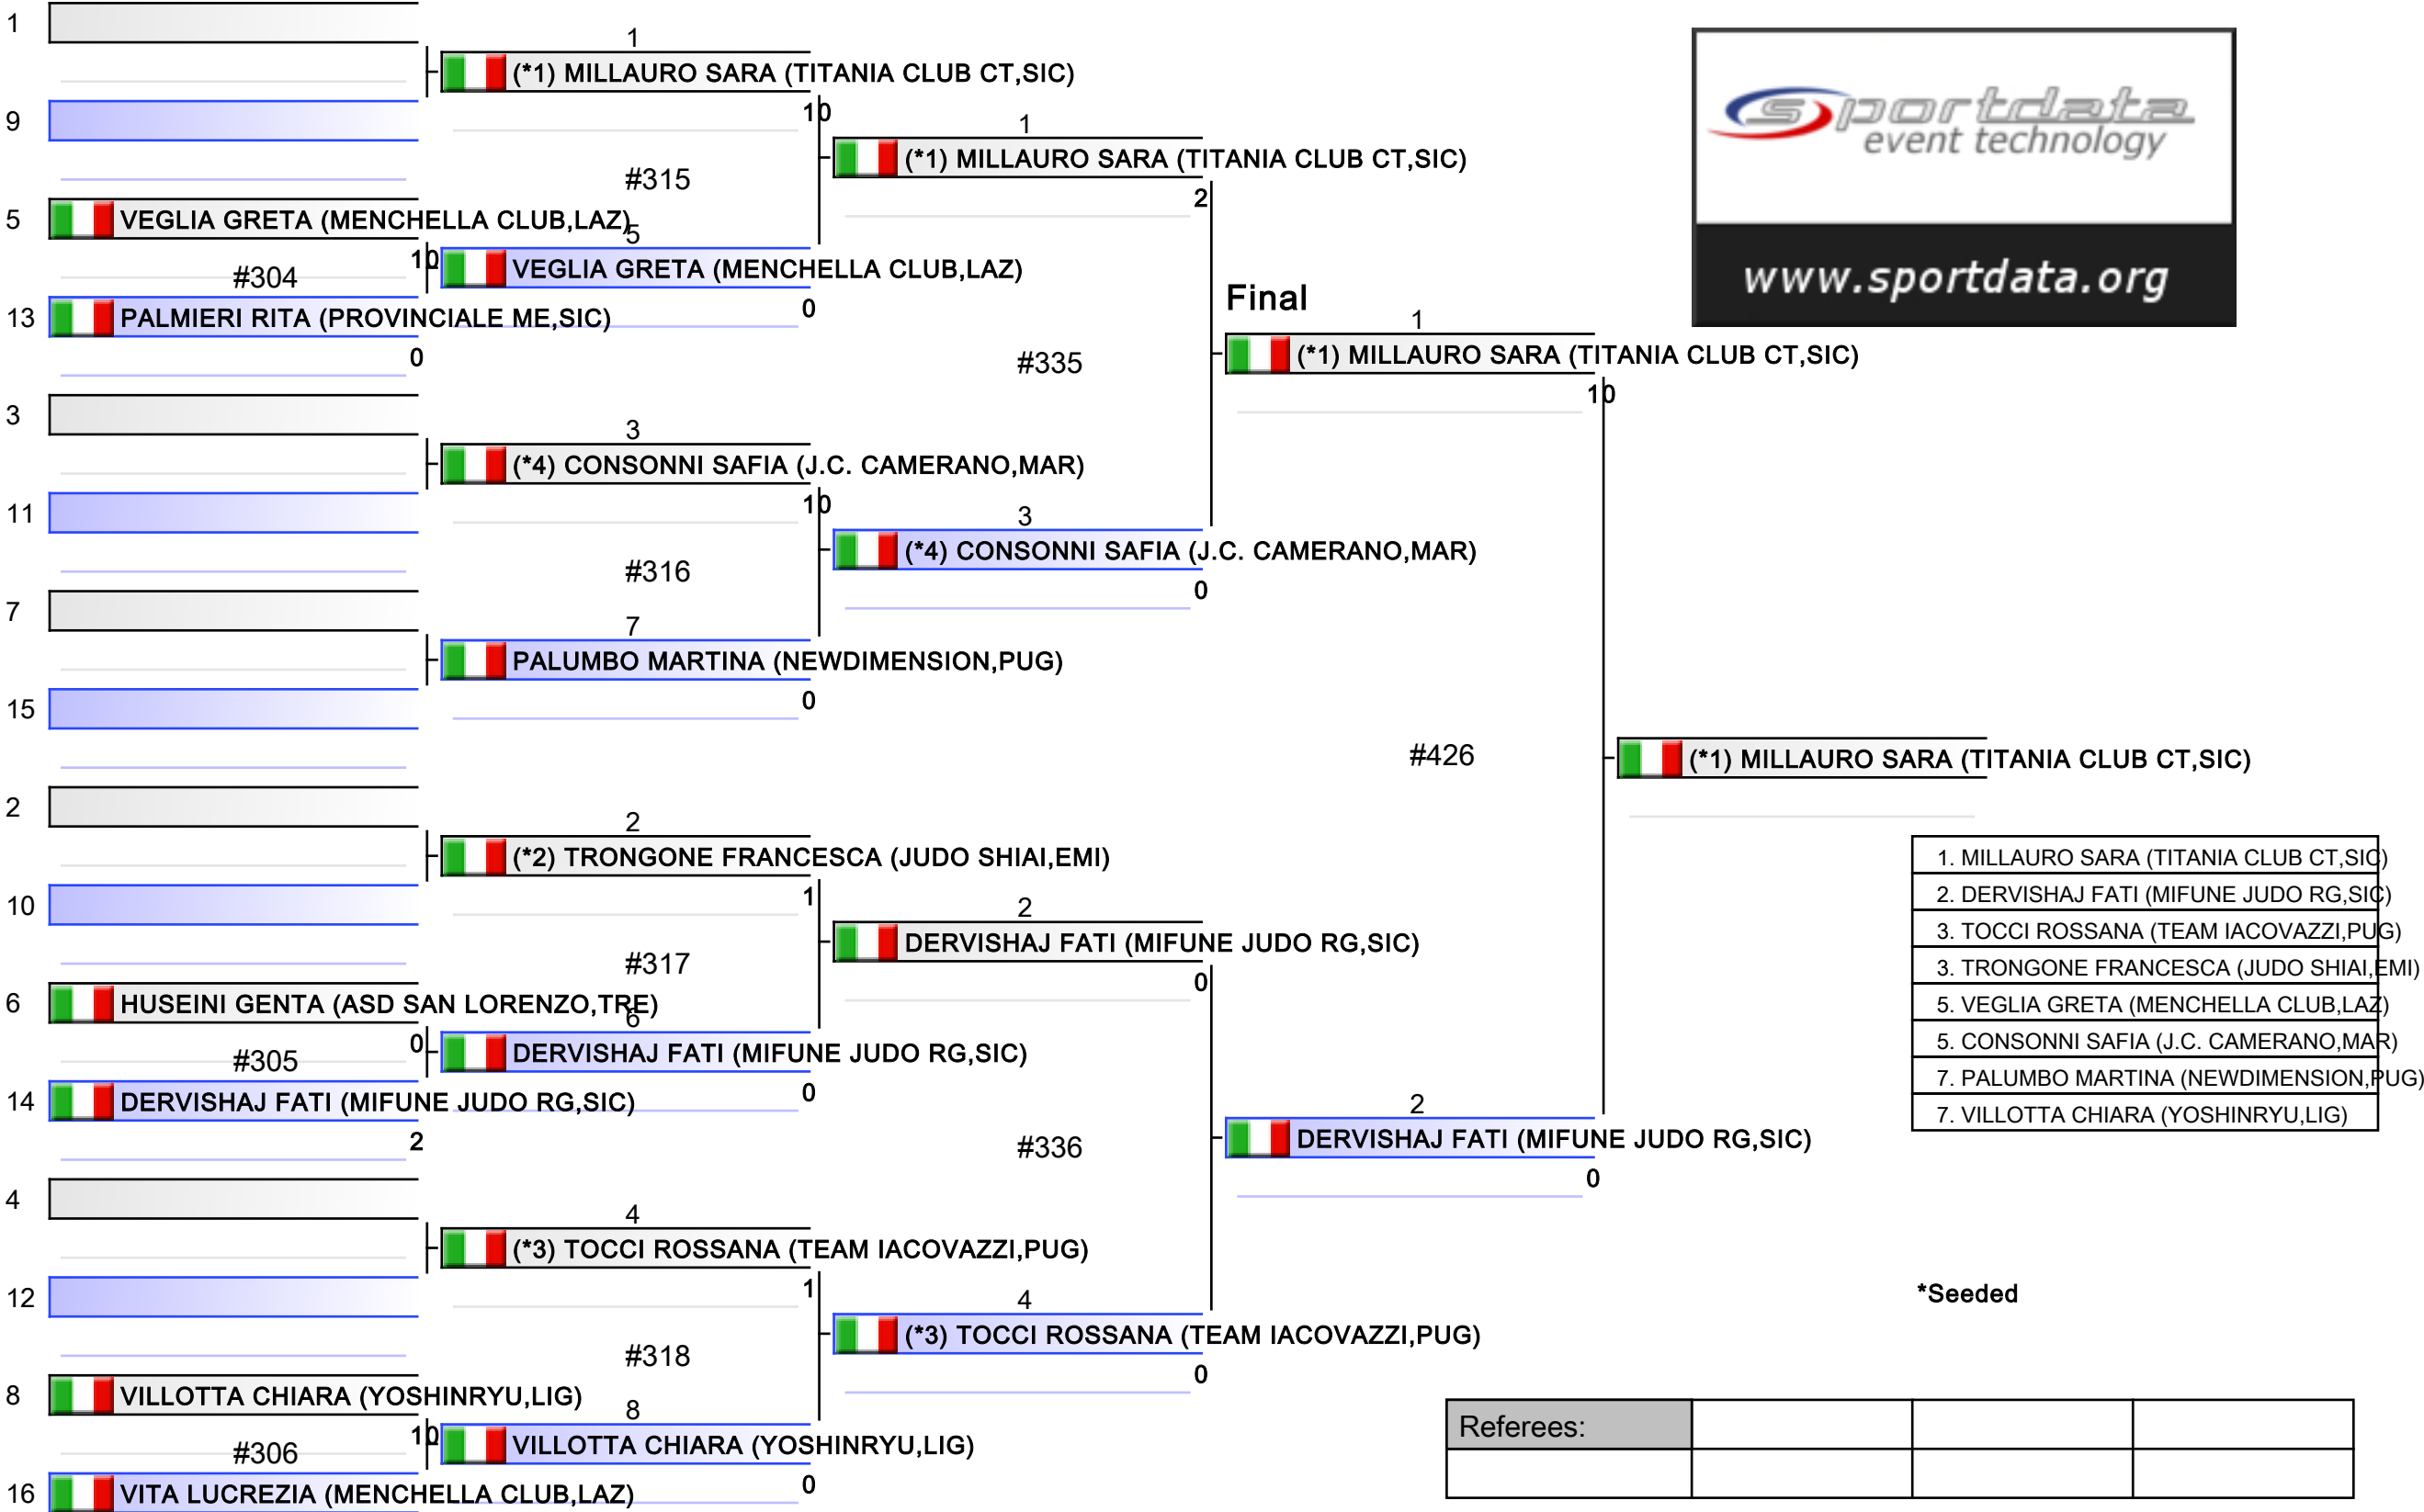 1
9
5 VEGLIA GRETA (MENCHELLA CLUB,LAZ)
#304
10
13 PALMIERI RITA (PROVINCIALE ME,SIC)
0
3
11
7
15
2
10
6 HUSEINI GENTA (ASD SAN LORENZO,TRE)
#305
0
14 DERVISHAJ FATI (MIFUNE JUDO RG,SIC)
2
4
12
8 VILLOTTA CHIARA (YOSHINRYU,LIG)
#306
10
16 VITA LUCREZIA (MENCHELLA CLUB,LAZ)
1
(*1) MILLAURO SARA (TITANIA CLUB CT,SIC)
10
#315
5
VEGLIA GRETA (MENCHELLA CLUB,LAZ)
0
3
(*4) CONSONNI SAFIA (J.C. CAMERANO,MAR)
10
#316
7
PALUMBO MARTINA (NEWDIMENSION,PUG)
0
2
(*2) TRONGONE FRANCESCA (JUDO SHIAI,EMI)
1
#317
6
DERVISHAJ FATI (MIFUNE JUDO RG,SIC)
0
4
(*3) TOCCI ROSSANA (TEAM IACOVAZZI,PUG)
1
#318
8
VILLOTTA CHIARA (YOSHINRYU,LIG)
0
1
(*1) MILLAURO SARA (TITANIA CLUB CT,SIC)
2
#335
3
(*4) CONSONNI SAFIA (J.C. CAMERANO,MAR)
0
2
DERVISHAJ FATI (MIFUNE JUDO RG,SIC)
0
#336
4
(*3) TOCCI ROSSANA (TEAM IACOVAZZI,PUG)
0
Final
1
(*1) MILLAURO SARA (TITANIA CLUB CT,SIC)
10
#426
2
DERVISHAJ FATI (MIFUNE JUDO RG,SIC)
0
(*1) MILLAURO SARA (TITANIA CLUB CT,SIC)
sportdata
event technology
www.sportdata.org
1. MILLAURO SARA (TITANIA CLUB CT,SIC)
2. DERVISHAJ FATI (MIFUNE JUDO RG,SIC)
3. TOCCI ROSSANA (TEAM IACOVAZZI,PUG)
3. TRONGONE FRANCESCA (JUDO SHIAI,EMI)
5. VEGLIA GRETA (MENCHELLA CLUB,LAZ)
5. CONSONNI SAFIA (J.C. CAMERANO,MAR)
7. PALUMBO MARTINA (NEWDIMENSION,PUG)
7. VILLOTTA CHIARA (YOSHINRYU,LIG)
*Seeded
Referees: